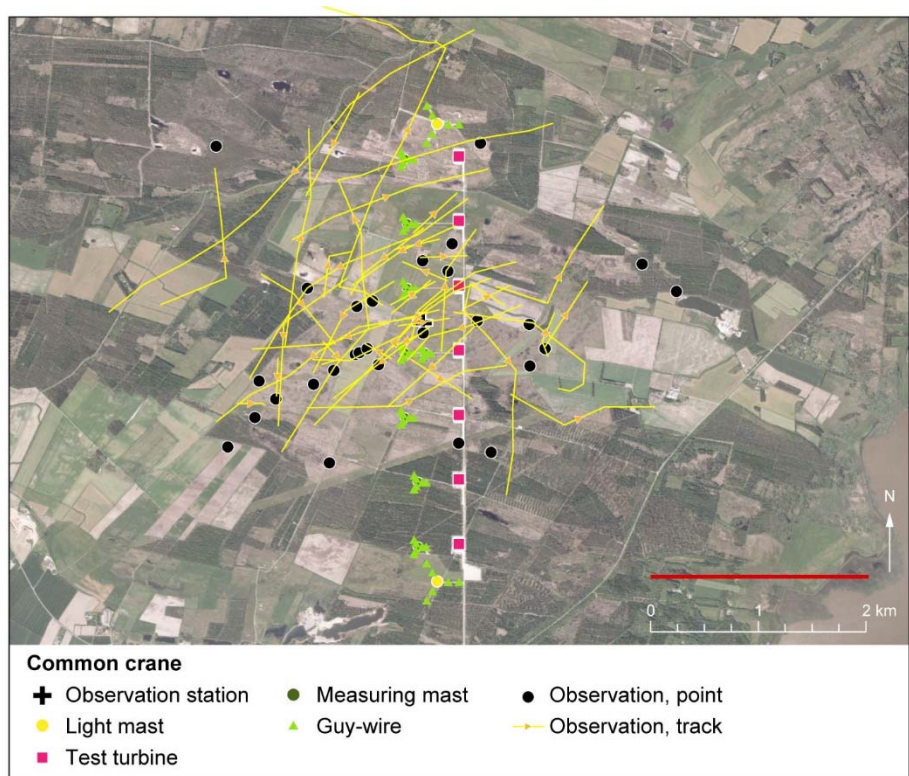 N
0 1 2 km
Common crane
Observation station Measuring mast Observation, point
Light mast Guy-wire Observation, track
Test turbine